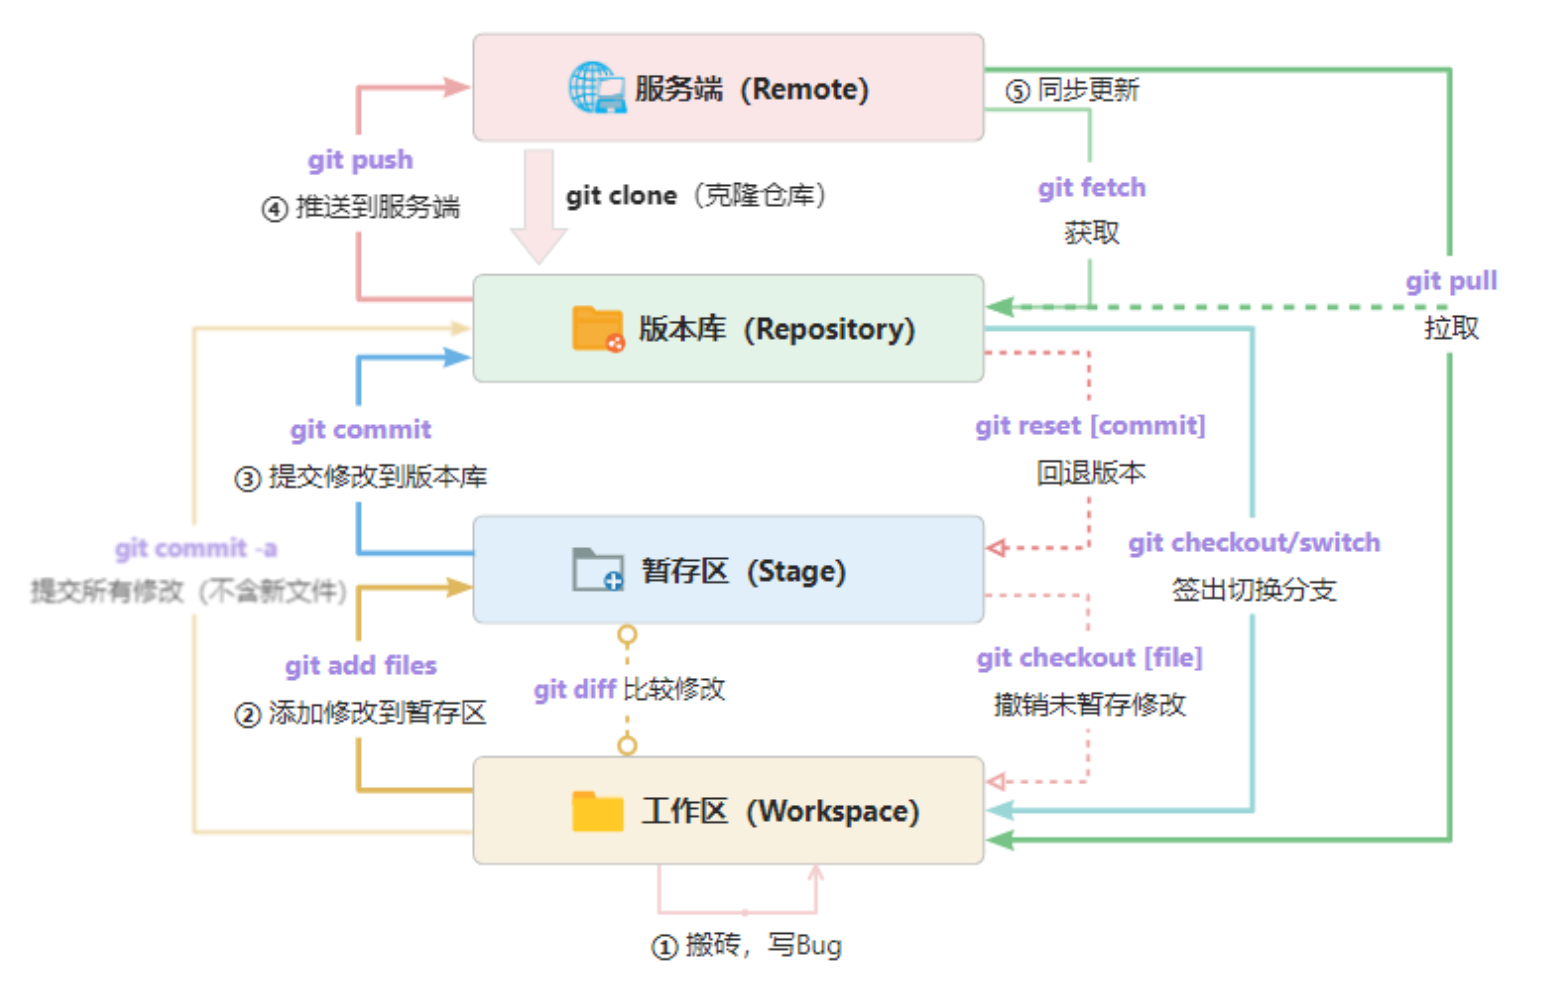 服务端（Remote）
⑤ 同步更新
git push
④ 推送到服务端
git clone（克隆仓库）
git fetch
获取
git pull
拉取
版本库（Repository）
git commit
③ 提交修改到版本库
git reset [commit]
回退版本
git commit -a
提交所有修改（不含新文件）
暂存区（Stage）
git checkout/switch
签出切换分支
git add files
② 添加修改到暂存区
git diff 比较修改
git checkout [file]
撤销未暂存修改
工作区（Workspace）
① 搬砖，写Bug